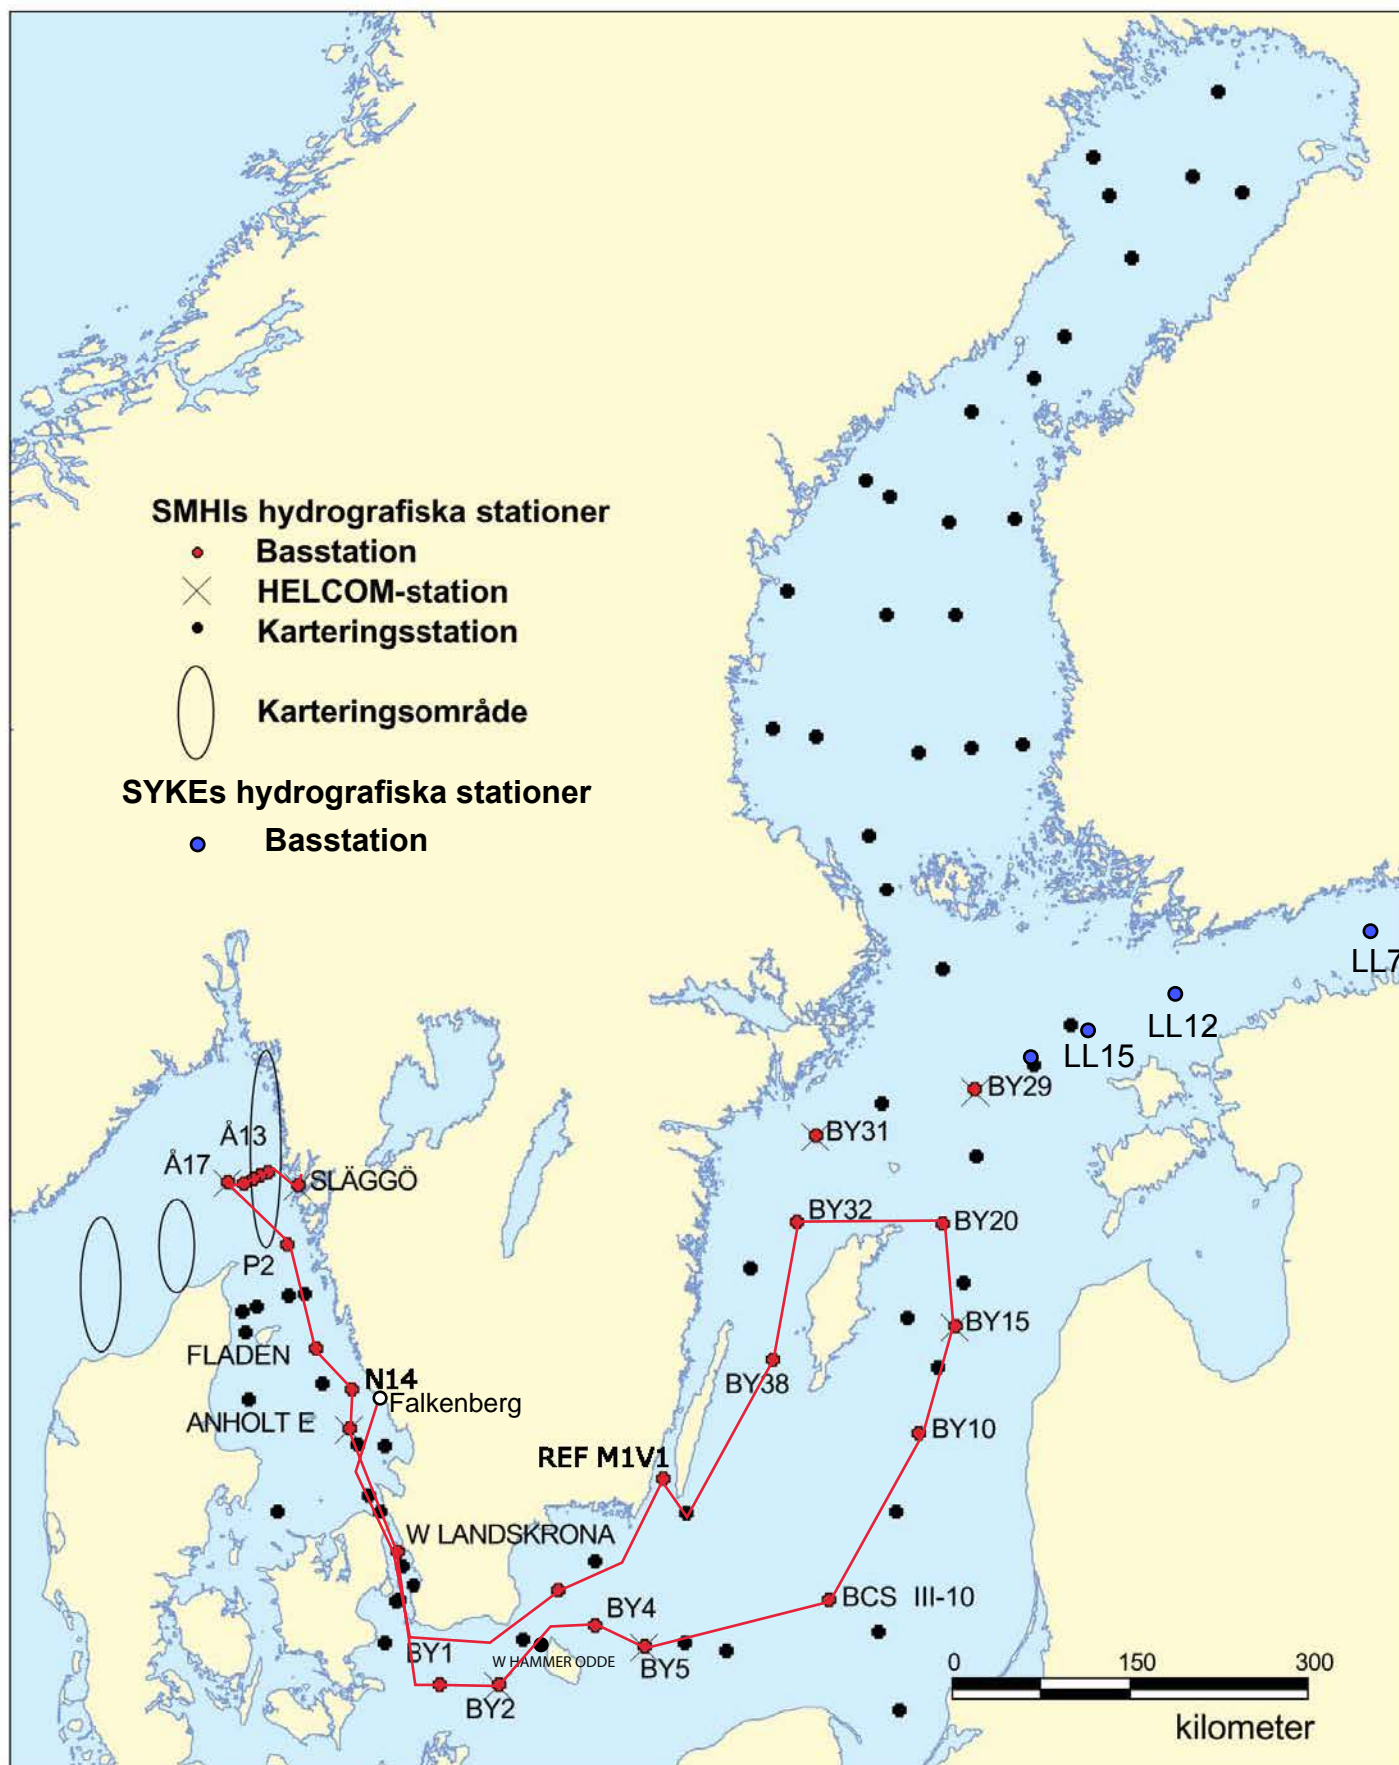 SMHIs hydrografiska stationer
Basstation
HELCOM-station
Karteringsstation
Karteringsområde
SYKEs hydrografiska stationer
Basstation
LL7
LL12
LL15
BY29
BY31
Å13
Å17
SLÄGGÖ
BY32
BY20
P2
BY15
FLADEN
N14
BY38
Falkenberg
ANHOLT E
BY10
REF M1V1
W LANDSKRONA
BCS III-10
BY4
BY1
W HAMMER ODDE
BY5
BY2
0 150 300
kilometer